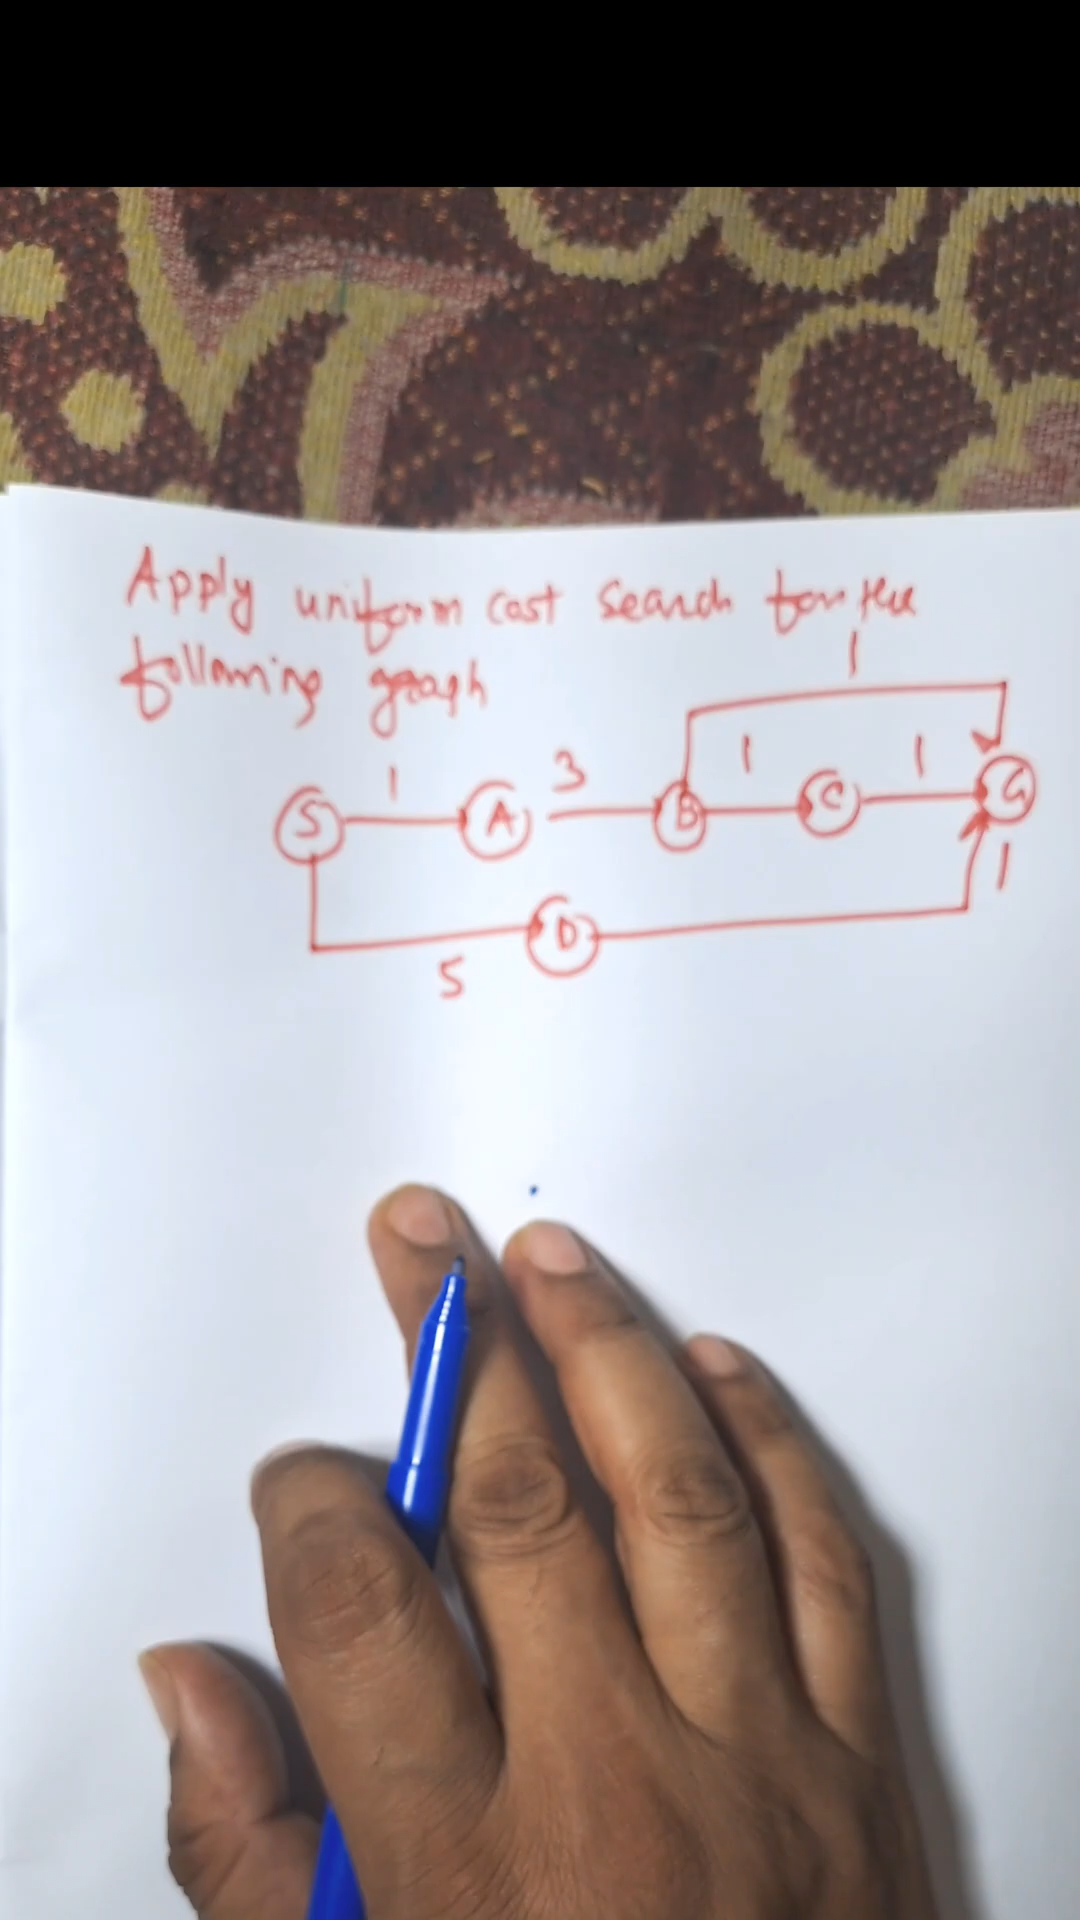 Apply uniform cost search for the
following graph
1
1
3
1
1
S
A
B
C
G
1
D
5